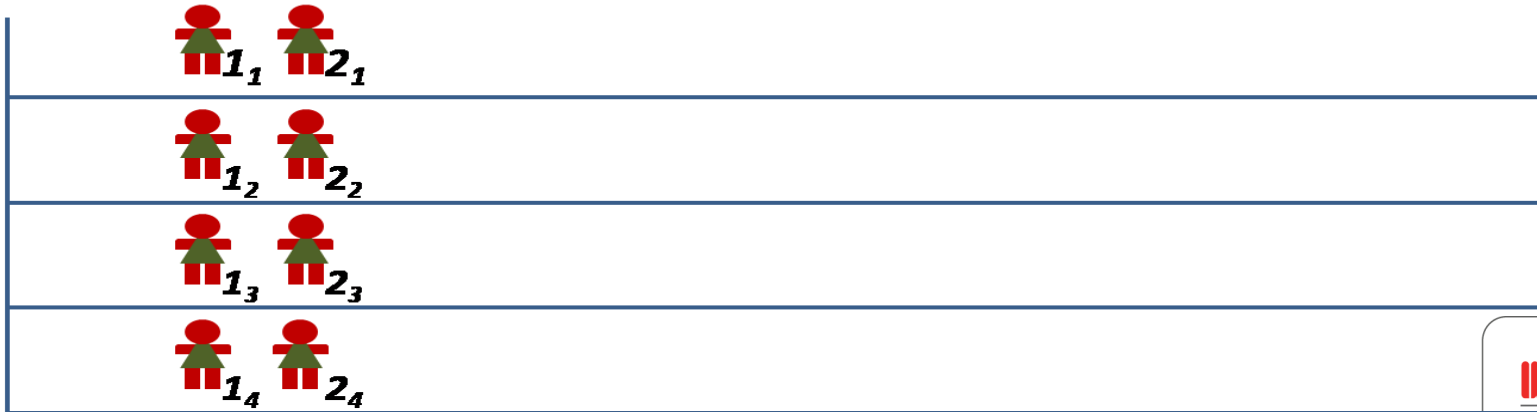 1₁ 2₁
1₂ 2₂
1₃ 2₃
1₄ 2₄